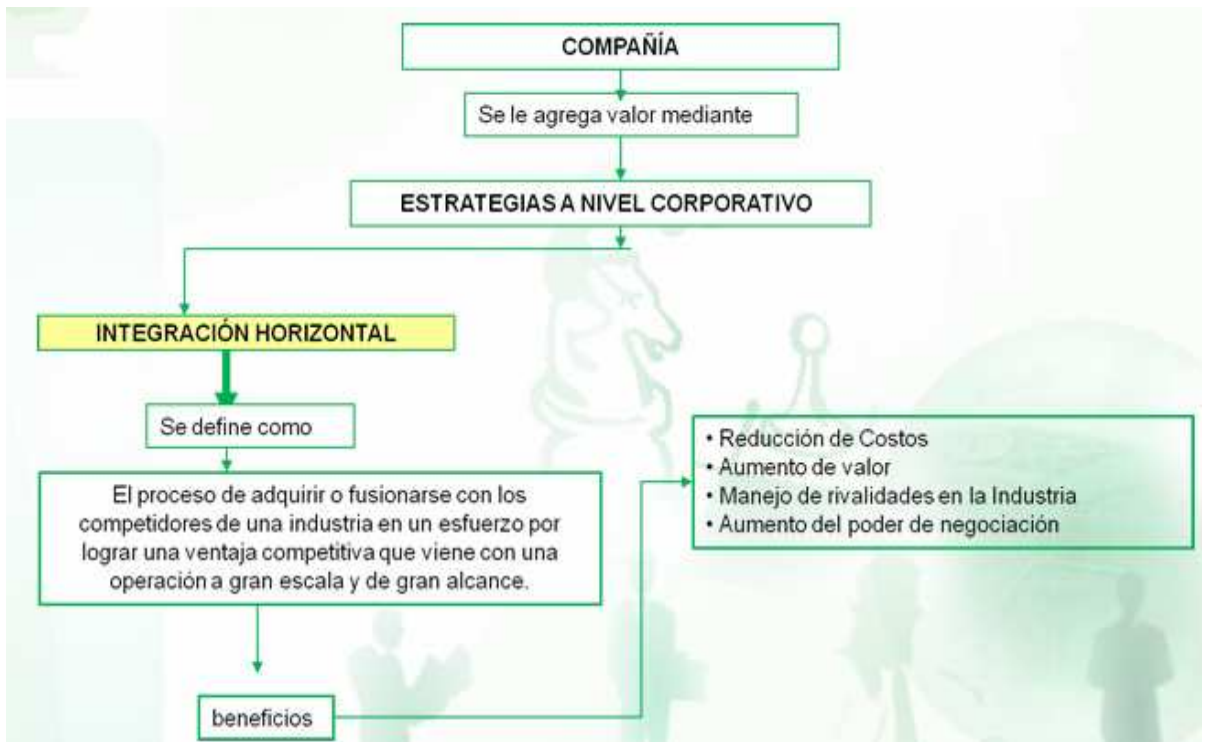 COMPAÑÍA
Se le agrega valor mediante
ESTRATEGIAS A NIVEL CORPORATIVO
INTEGRACIÓN HORIZONTAL
Se define como
El proceso de adquirir o fusionarse con los
competidores de una industria en un esfuerzo por
lograr una ventaja competitiva que viene con una
operación a gran escala y de gran alcance.
beneficios
• Reducción de Costos
• Aumento de valor
• Manejo de rivalidades en la Industria
• Aumento del poder de negociación